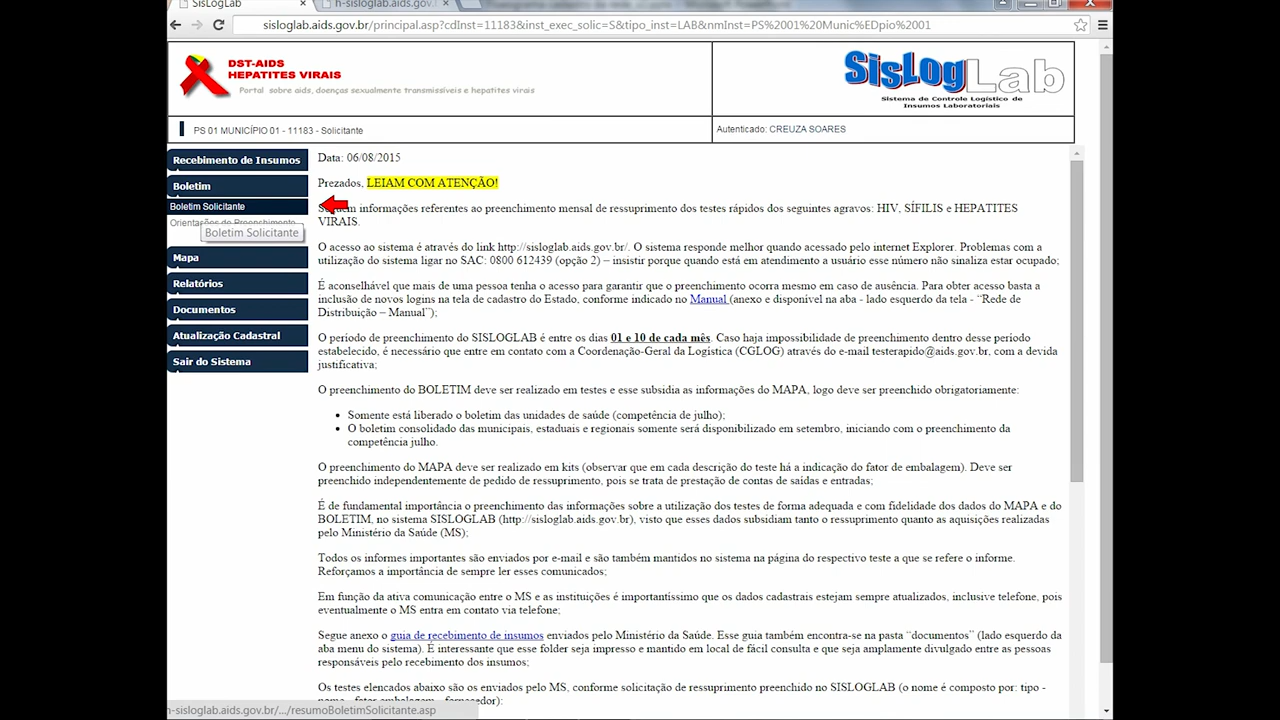 SisLogLab
h-sisloglab.aids.gov.
sisloglab.aids.gov.br/principal.asp?cdInst=11183&inst_exec_solic=S&tipo_inst=LAB&nmInst=PS%2001%20Munic%EDpio%2001
DST-AIDS
HEPATITES VIRAIS
Portal sobre aids, doenças sexualmente transmissíveis e hepatites virais
SisLogLab
Sistema de Controle Logístico de
Insumos Laboratoriais
PS 01 MUNICÍPIO 01 - 11183 - Solicitante
Autenticado: CREUZA SOARES
Recebimento de Insumos
Boletim
Boletim Solicitante
Orientações de Preenchimento
Boletim Solicitante
Mapa
Relatórios
Documentos
Atualização Cadastral
Sair do Sistema
Data: 06/08/2015
Prezados, LEIAM COM ATENÇÃO!
informações referentes ao preenchimento mensal de ressuprimento dos testes rápidos dos seguintes agravos: HIV, SÍFILIS e HEPATITES
VIRAIS.
O acesso ao sistema é através do link http://sisloglab.aids.gov.br/. O sistema responde melhor quando acessado pelo internet Explorer. Problemas com a
utilização do sistema ligar no SAC: 0800 612439 (opção 2) – insistir porque quando está em atendimento a usuário esse número não sinaliza estar ocupado;
É aconselhável que mais de uma pessoa tenha o acesso para garantir que o preenchimento ocorra mesmo em caso de ausência. Para obter acesso basta a
inclusão de novos logins na tela de cadastro do Estado, conforme indicado no Manual (anexo e disponível na aba - lado esquerdo da tela - “Rede de
Distribuição – Manual”);
O período de preenchimento do SISLOGLAB é entre os dias 01 e 10 de cada mês. Caso haja impossibilidade de preenchimento dentro desse período
estabelecido, é necessário que entre em contato com a Coordenação-Geral da Logística (CGLOG) através do e-mail testerapido@aids.gov.br, com a devida
justificativa;
O preenchimento do BOLETIM deve ser realizado em testes e esse subsidia as informações do MAPA, logo deve ser preenchido obrigatoriamente:
• Somente está liberado o boletim das unidades de saúde (competência de julho);
• O boletim consolidado das municipais, estaduais e regionais somente será disponibilizado em setembro, iniciando com o preenchimento da
competência julho.
O preenchimento do MAPA deve ser realizado em kits (observar que em cada descrição do teste há a indicação do fator de embalagem). Deve ser
preenchido independentemente de pedido de ressuprimento, pois se trata de prestação de contas de saídas e entradas;
É de fundamental importância o preenchimento das informações sobre a utilização dos testes de forma adequada e com fidelidade dos dados do MAPA e do
BOLETIM, no sistema SISLOGLAB (http://sisloglab.aids.gov.br), visto que esses dados subsidiam tanto o ressuprimento quanto as aquisições realizadas
pelo Ministério da Saúde (MS);
Todos os informes importantes são enviados por e-mail e são também mantidos no sistema na página do respectivo teste a que se refere o informe.
Reforçamos a importância de sempre ler esses comunicados;
Em função da ativa comunicação entre o MS e as instituições é importantíssimo que os dados cadastrais estejam sempre atualizados, inclusive telefone, pois
eventualmente o MS entra em contato via telefone;
Segue anexo o guia de recebimento de insumos enviados pelo Ministério da Saúde. Esse guia também encontra-se na pasta “documentos” (lado esquerdo da
aba menu do sistema). É interessante que esse folder seja impresso e mantido em local de fácil consulta e que seja amplamente divulgado entre as pessoas
responsáveis pelo recebimento dos insumos;
Os testes elencados abaixo são os enviados pelo MS, conforme solicitação de ressuprimento preenchido no SISLOGLAB (o nome é composto por: tipo -
fator embalagem - fornecedor):
h-sisloglab.aids.gov.br/.../resumoBoletimSolicitante.asp